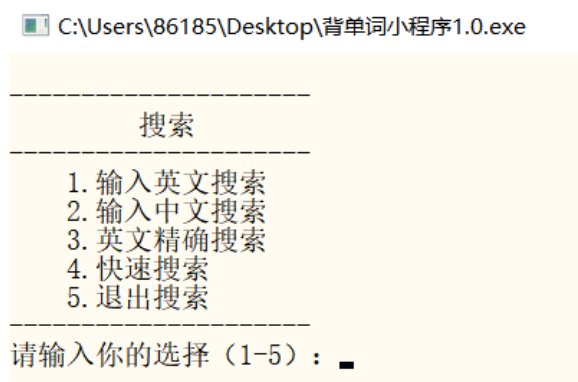 C:\Users\86185\Desktop\背单词小程序1.0.exe
---------------------
搜索
---------------------
1.输入英文搜索
2.输入中文搜索
3.英文精确搜索
4.快速搜索
5.退出搜索
---------------------
请输入你的选择（1-5）：